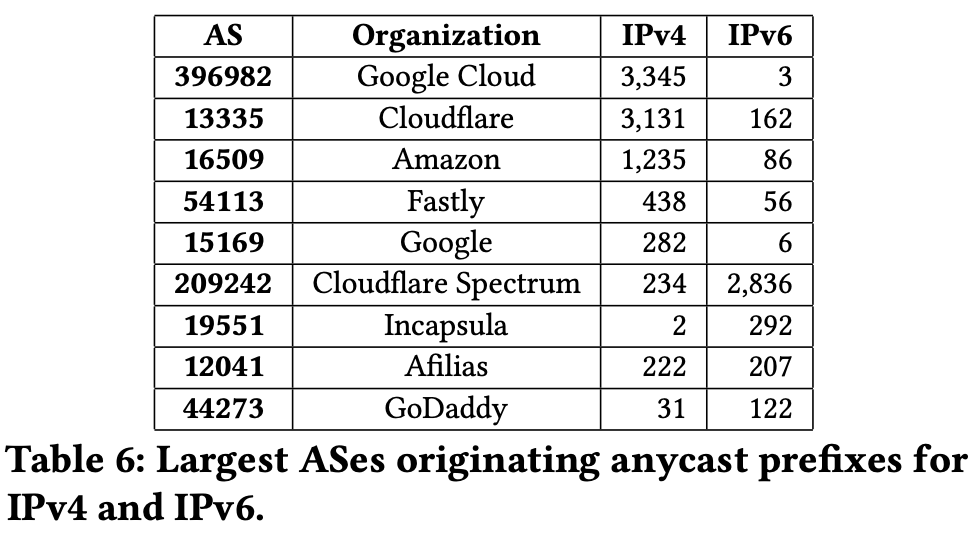 AS Organization IPv4 IPv6
396982 Google Cloud 3,345 3
13335 Cloudflare 3,131 162
16509 Amazon 1,235 86
54113 Fastly 438 56
15169 Google 282 6
209242 Cloudflare Spectrum 234 2,836
19551 Incapsula 2 292
12041 Afilias 222 207
44273 GoDaddy 31 122
Table 6: Largest ASes originating anycast prefixes for
IPv4 and IPv6.